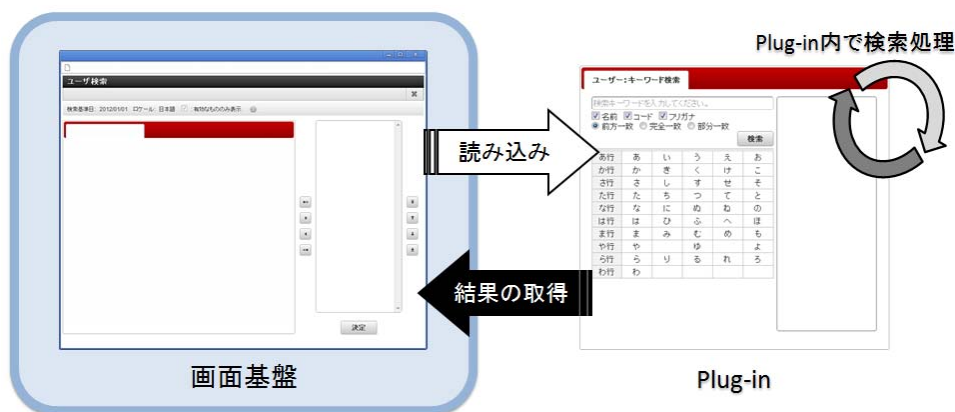 Plug-in内で検索処理
ユーザ検索
検索基準日: 2012/01/01 ロケール: 日本語 有効なもののみ表示
ユーザー:キーワード検索
検索キーワードを入力してください。
名前 コード フリガナ
前方一致 完全一致 部分一致
検索
あ行 あ い う え お
か行 か き く け こ
さ行 さ し す せ そ
た行 た ち つ て と
な行 な に ぬ ね の
は行 は ひ ふ へ ほ
ま行 ま み む め も
や行 や ゆ よ
ら行 ら り る れ ろ
わ行 わ
読み込み
結果の取得
決定
画面基盤
Plug-in